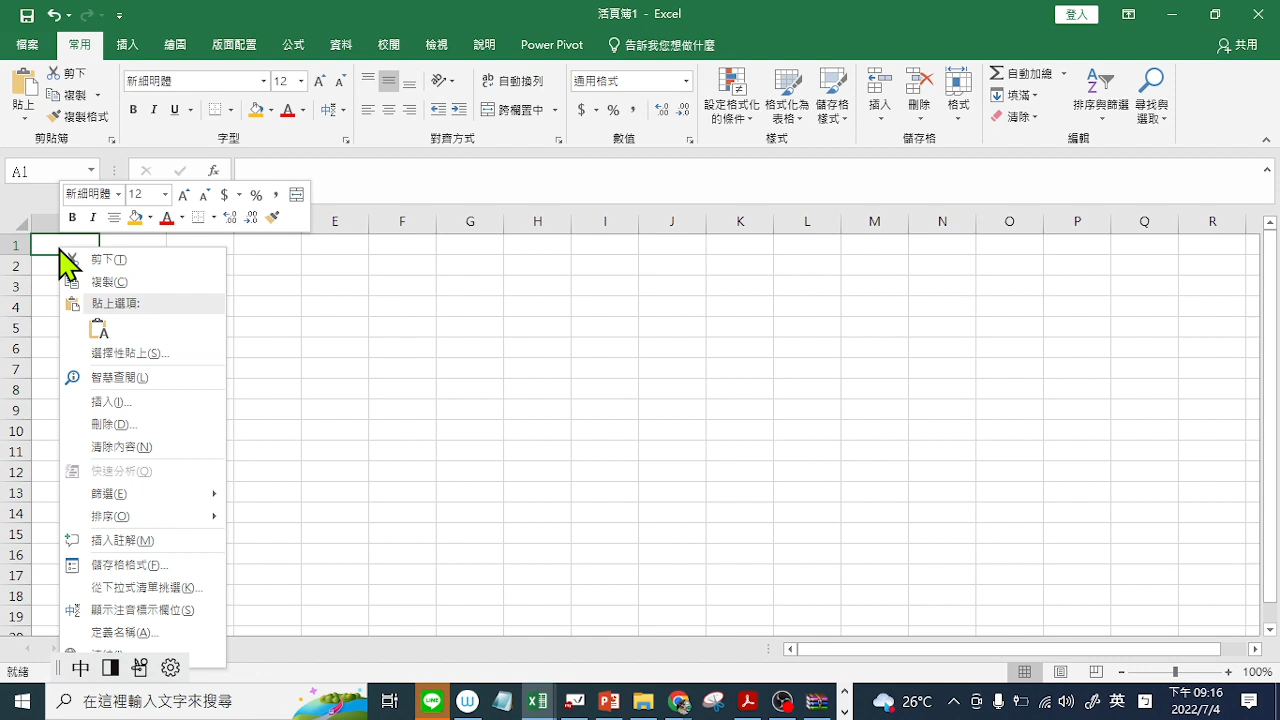 活頁簿1 - Excel
登入
檔案 常用 插入 繪圖 版面配置 公式 資料 校閱 檢視 說明 Power Pivot 告訴我您想做什麼 共用
貼上 剪下 複製 複製格式 剪貼簿
新細明體 12 B I U A 中 字型
ab 自動換列 跨欄置中 對齊方式
通用格式 $ % , 數值
設定格式化的條件 格式化為表格 儲存格樣式 樣式
插入 刪除 格式 儲存格
自動加總 填滿 清除 排序與篩選 尋找與選取 編輯
A1 fx
新細明體 12 A A $ % ,
B I A
E F G H I J K L M N O P Q R
1
2
3
4
5
6
7
8
9
10
11
12
13
14
15
16
17
18
19
剪下(T)
複製(C)
貼上選項:
A
選擇性貼上(S)...
智慧查閱(L)
插入(I)...
刪除(D)...
清除內容(N)
快速分析(Q)
篩選(E)
排序(O)
插入註解(M)
儲存格格式(F)...
從下拉式清單挑選(K)...
顯示注音標示欄位(S)
定義名稱(A)...
中
就緒 100%
在這裡輸入文字來搜尋 LINE 26°C 英 下午 09:16
2022/7/4